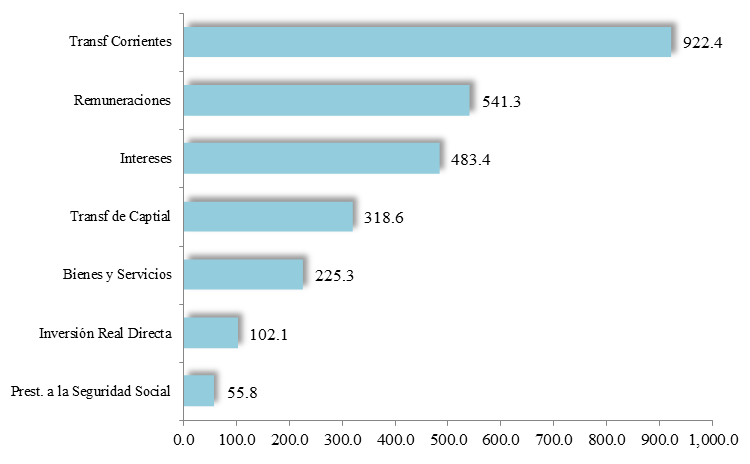 Transf Corrientes 922.4
Remuneraciones 541.3
Intereses 483.4
Transf de Captial 318.6
Bienes y Servicios 225.3
Inversión Real Directa 102.1
Prest. a la Seguridad Social 55.8
0.0 100.0 200.0 300.0 400.0 500.0 600.0 700.0 800.0 900.0 1,000.0